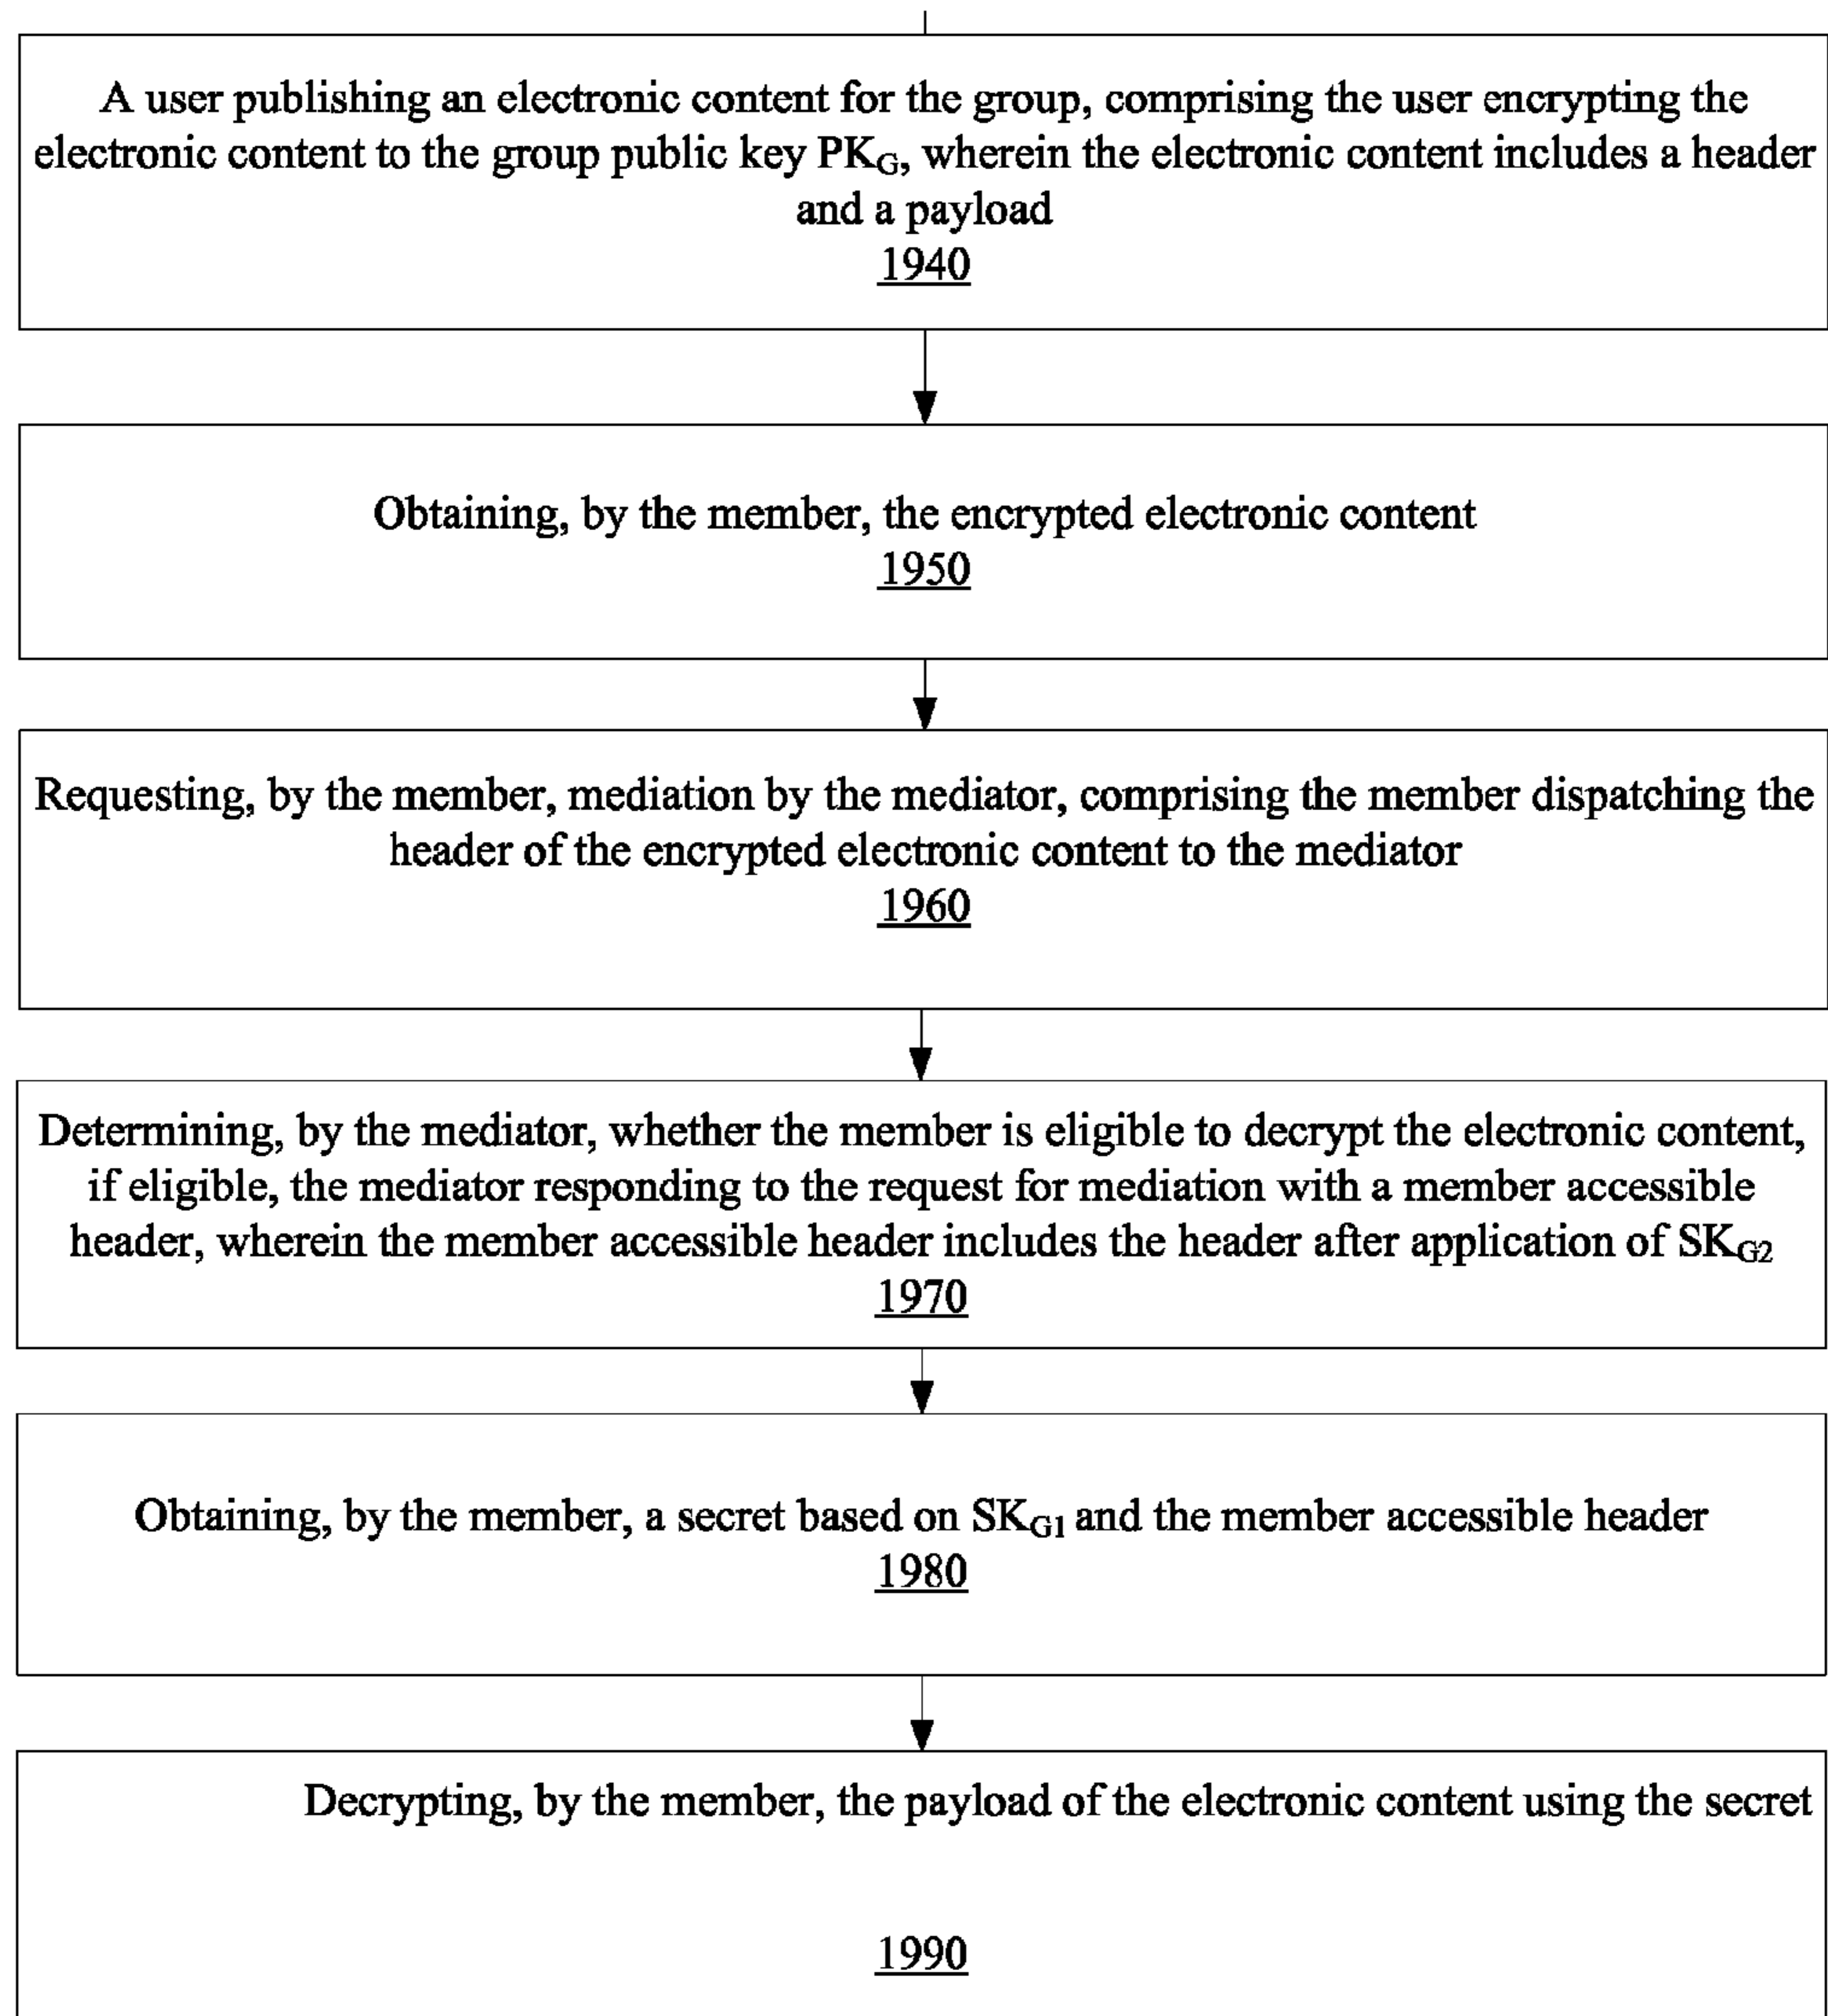 A user publishing an electronic content for the group, comprising the user encrypting the
electronic content to the group public key PK_G, wherein the electronic content includes a header
and a payload
1940
Obtaining, by the member, the encrypted electronic content
1950
Requesting, by the member, mediation by the mediator, comprising the member dispatching the
header of the encrypted electronic content to the mediator
1960
Determining, by the mediator, whether the member is eligible to decrypt the electronic content,
if eligible, the mediator responding to the request for mediation with a member accessible
header, wherein the member accessible header includes the header after application of SK_G2
1970
Obtaining, by the member, a secret based on SK_G1 and the member accessible header
1980
Decrypting, by the member, the payload of the electronic content using the secret
1990